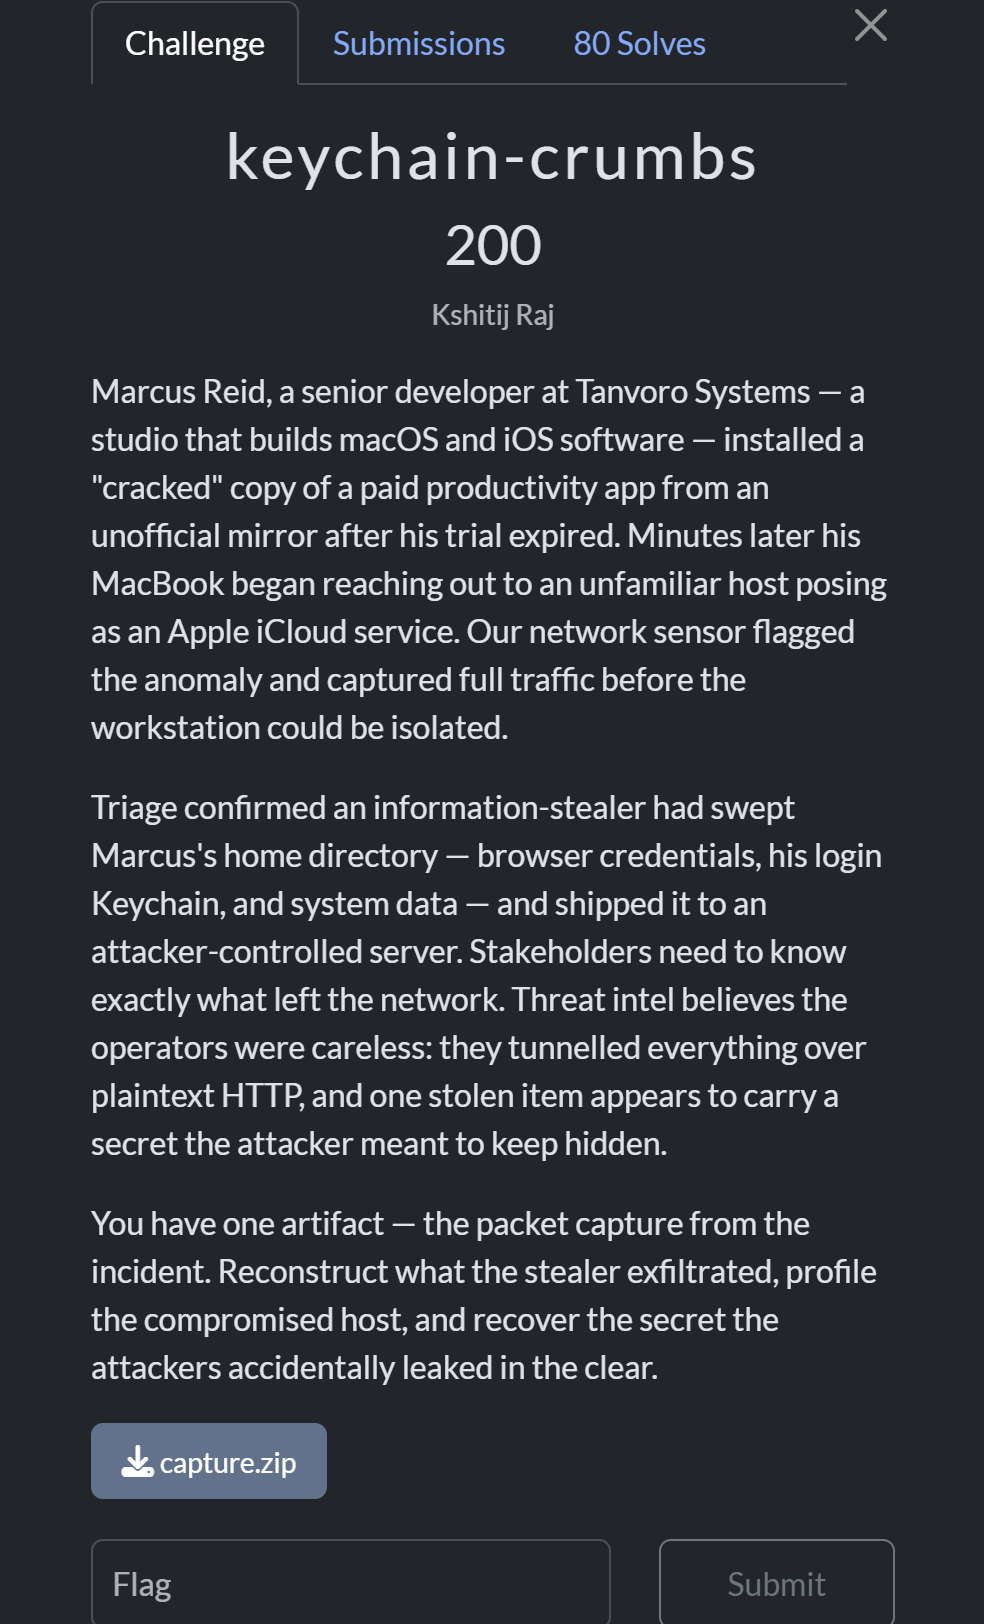 Challenge
Submissions
80 Solves
keychain-crumbs
200
Kshitij Raj
Marcus Reid, a senior developer at Tanvoro Systems — a
studio that builds macOS and iOS software — installed a
"cracked" copy of a paid productivity app from an
unofficial mirror after his trial expired. Minutes later his
MacBook began reaching out to an unfamiliar host posing
as an Apple iCloud service. Our network sensor flagged
the anomaly and captured full traffic before the
workstation could be isolated.
Triage confirmed an information-stealer had swept
Marcus's home directory — browser credentials, his login
Keychain, and system data — and shipped it to an
attacker-controlled server. Stakeholders need to know
exactly what left the network. Threat intel believes the
operators were careless: they tunnelled everything over
plaintext HTTP, and one stolen item appears to carry a
secret the attacker meant to keep hidden.
You have one artifact — the packet capture from the
incident. Reconstruct what the stealer exfiltrated, profile
the compromised host, and recover the secret the
attackers accidentally leaked in the clear.
capture.zip
Flag
Submit